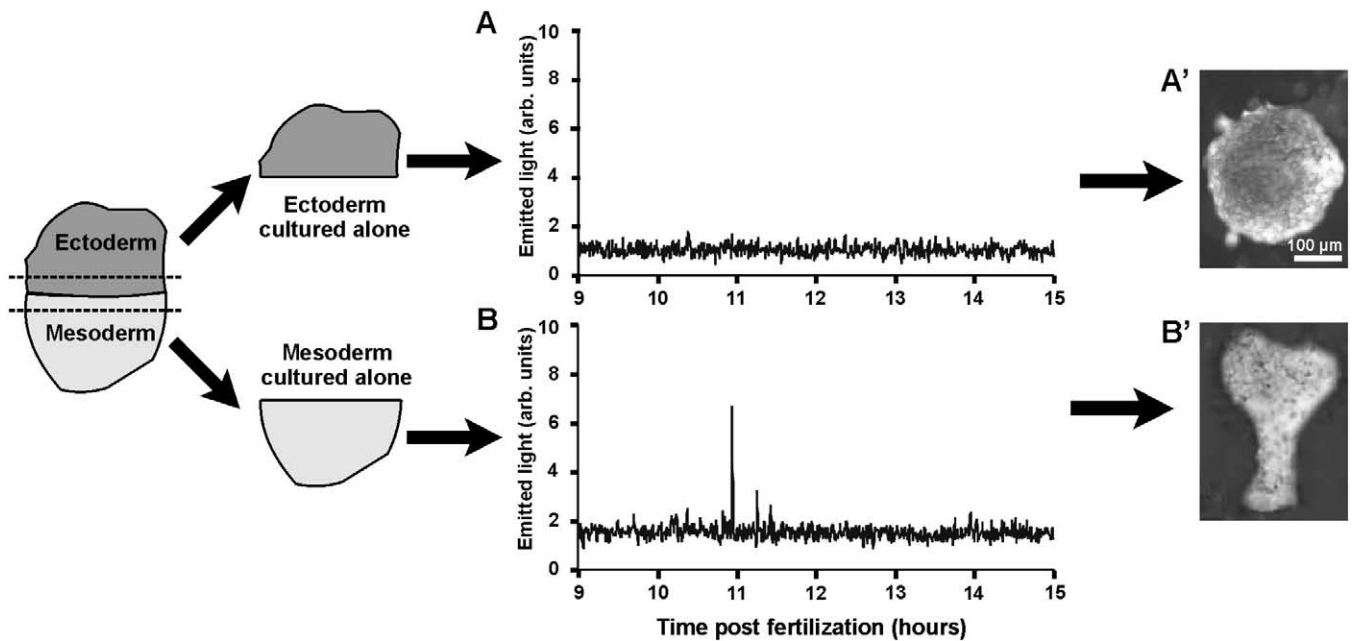 Ectoderm
Mesoderm
Ectoderm
cultured alone
Mesoderm
cultured alone
A
Emitted light (arb. units)
10
8
6
4
2
0
9 10 11 12 13 14 15
A'
100 µm
B
Emitted light (arb. units)
10
8
6
4
2
0
9 10 11 12 13 14 15
Time post fertilization (hours)
B'